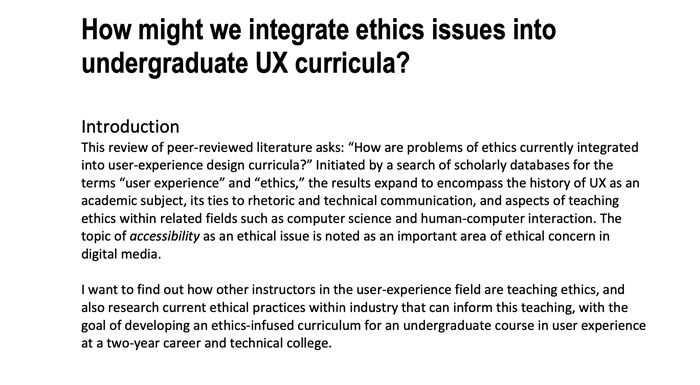 How might we integrate ethics issues into
undergraduate UX curricula?
Introduction
This review of peer-reviewed literature asks: “How are problems of ethics currently integrated
into user-experience design curricula?” Initiated by a search of scholarly databases for the
terms “user experience” and “ethics,” the results expand to encompass the history of UX as an
academic subject, its ties to rhetoric and technical communication, and aspects of teaching
ethics within related fields such as computer science and human-computer interaction. The
topic of accessibility as an ethical issue is noted as an important area of ethical concern in
digital media.
I want to find out how other instructors in the user-experience field are teaching ethics, and
also research current ethical practices within industry that can inform this teaching, with the
goal of developing an ethics-infused curriculum for an undergraduate course in user experience
at a two-year career and technical college.